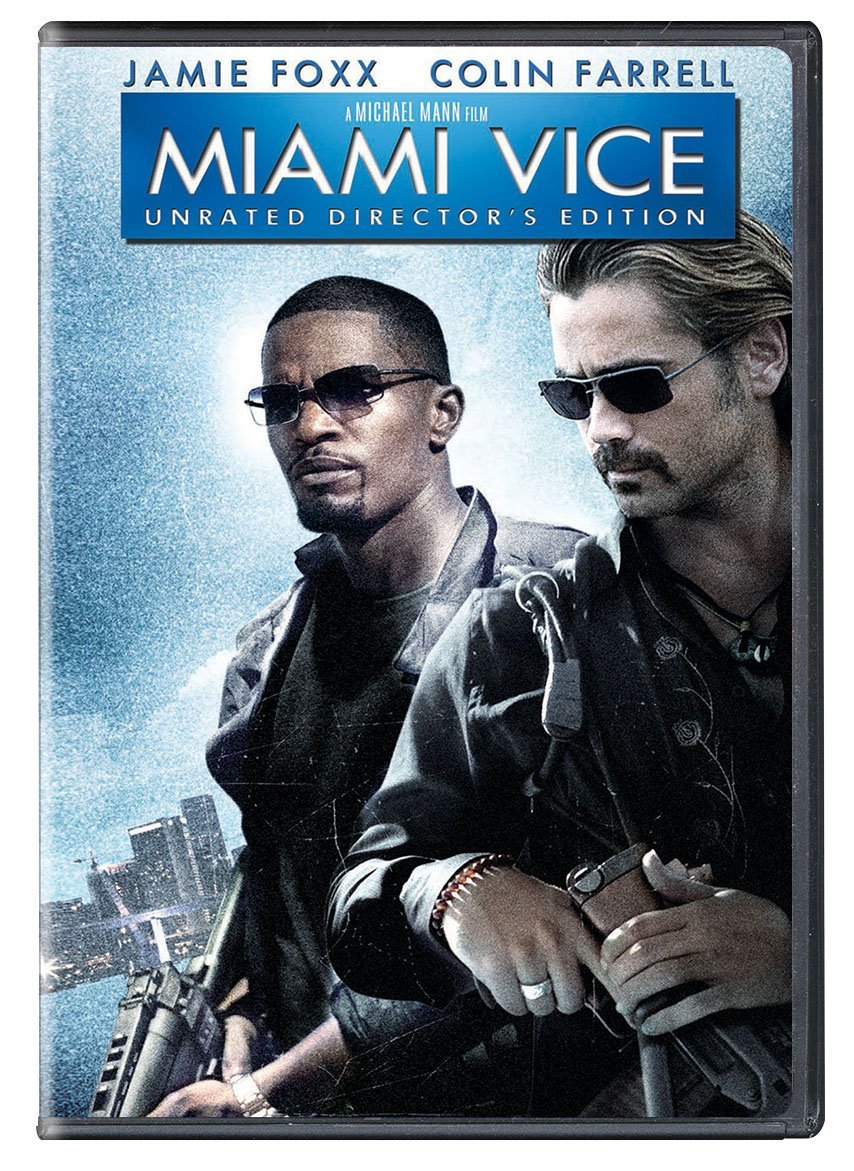 JAMIE FOXX COLIN FARRELL
A MICHAEL MANN FILM
MIAMI VICE
UNRATED DIRECTOR'S EDITION